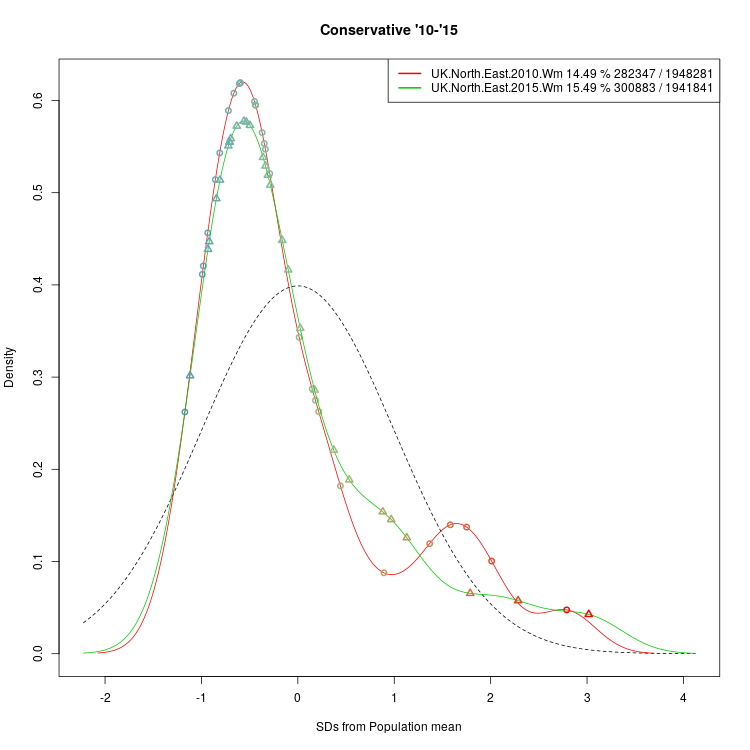 Conservative '10-'15
UK.North.East.2010.Wm 14.49 % 282347 / 1948281
UK.North.East.2015.Wm 15.49 % 300883 / 1941841
Density
0.6
0.5
0.4
0.3
0.2
0.1
0.0
-2 -1 0 1 2 3 4
SDs from Population mean